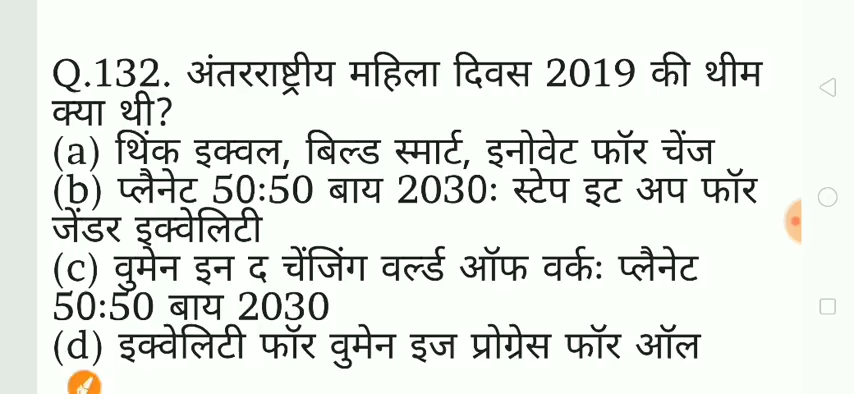 Q.132. अंतरराष्ट्रीय महिला दिवस 2019 की थीम
क्या थी?
(a) थिंक इक्वल, बिल्ड स्मार्ट, इनोवेट फॉर चेंज
(b) प्लैनेट 50:50 बाय 2030: स्टेप इट अप फॉर
जेंडर इक्वेलिटी
(c) वुमेन इन द चेंजिंग वर्ल्ड ऑफ वर्क: प्लैनेट
50:50 बाय 2030
(d) इक्वेलिटी फॉर वुमेन इज प्रोग्रेस फॉर ऑल